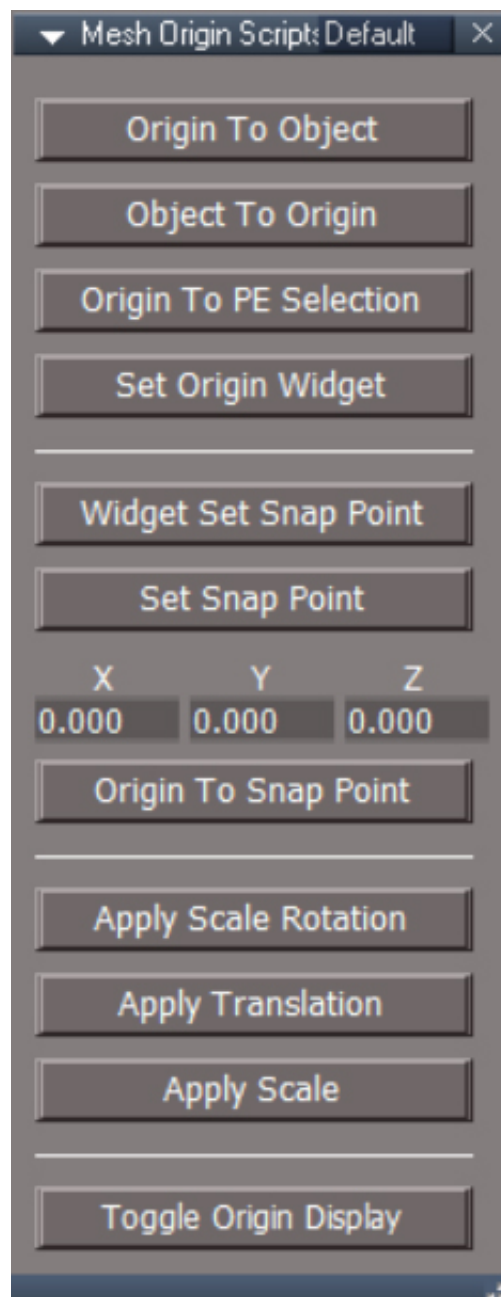 Mesh Origin Scripts Default
Origin To Object
Object To Origin
Origin To PE Selection
Set Origin Widget
Widget Set Snap Point
Set Snap Point
X Y Z
0.000 0.000 0.000
Origin To Snap Point
Apply Scale Rotation
Apply Translation
Apply Scale
Toggle Origin Display